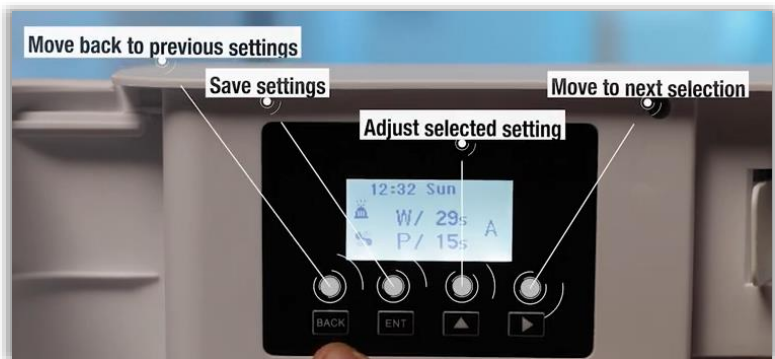 Move back to previous settings
Save settings
Move to next selection
Adjust selected setting
12:32 Sun
W/ 29s
A
P/ 15s
BACK
ENT